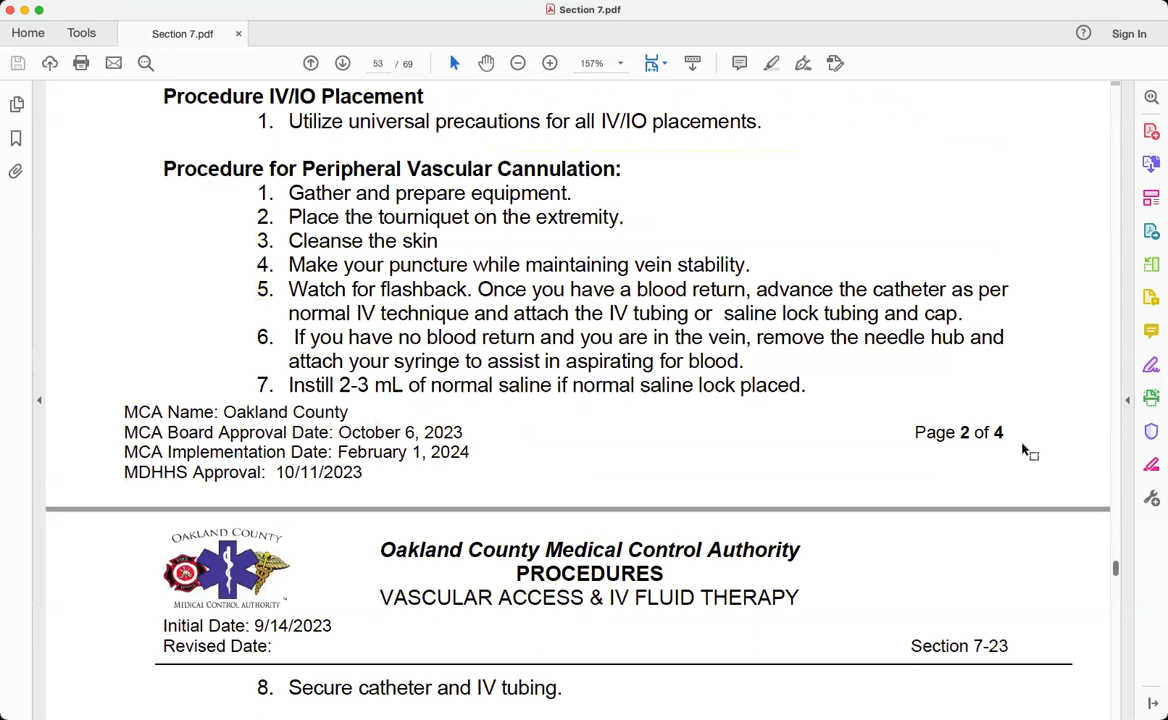 Section 7.pdf
Home
Tools
Section 7.pdf
×
Sign In
53 / 69
157%
Procedure IV/IO Placement
1. Utilize universal precautions for all IV/IO placements.
Procedure for Peripheral Vascular Cannulation:
1. Gather and prepare equipment.
2. Place the tourniquet on the extremity.
3. Cleanse the skin
4. Make your puncture while maintaining vein stability.
5. Watch for flashback. Once you have a blood return, advance the catheter as per
normal IV technique and attach the IV tubing or saline lock tubing and cap.
6. If you have no blood return and you are in the vein, remove the needle hub and
attach your syringe to assist in aspirating for blood.
7. Instill 2-3 mL of normal saline if normal saline lock placed.
MCA Name: Oakland County
MCA Board Approval Date: October 6, 2023
Page 2 of 4
MCA Implementation Date: February 1, 2024
MDHHS Approval: 10/11/2023
OAKLAND COUNTY
MEDICAL CONTROL AUTHORITY
Oakland County Medical Control Authority
PROCEDURES
VASCULAR ACCESS & IV FLUID THERAPY
Initial Date: 9/14/2023
Revised Date:
Section 7-23
8. Secure catheter and IV tubing.